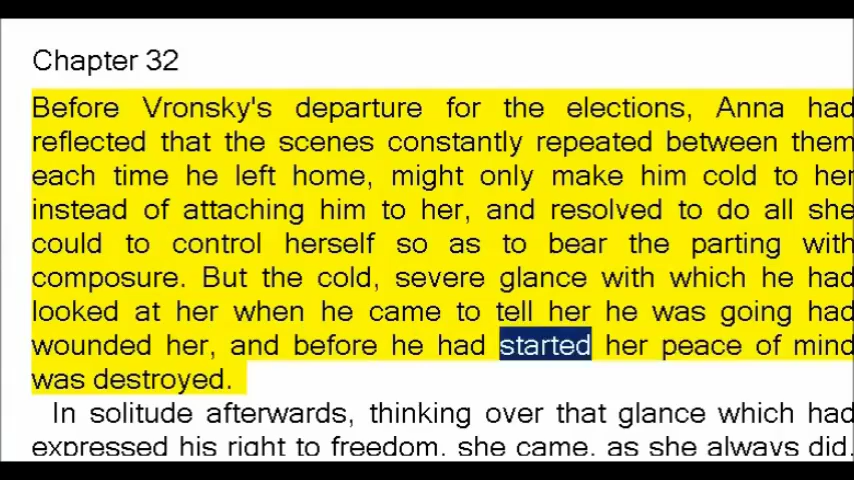 Chapter 32
Before Vronsky's departure for the elections, Anna had
reflected that the scenes constantly repeated between them
each time he left home, might only make him cold to her
instead of attaching him to her, and resolved to do all she
could to control herself so as to bear the parting with
composure. But the cold, severe glance with which he had
looked at her when he came to tell her he was going had
wounded her, and before he had started her peace of mind
was destroyed.
In solitude afterwards, thinking over that glance which had
expressed his right to freedom, she came, as she always did,